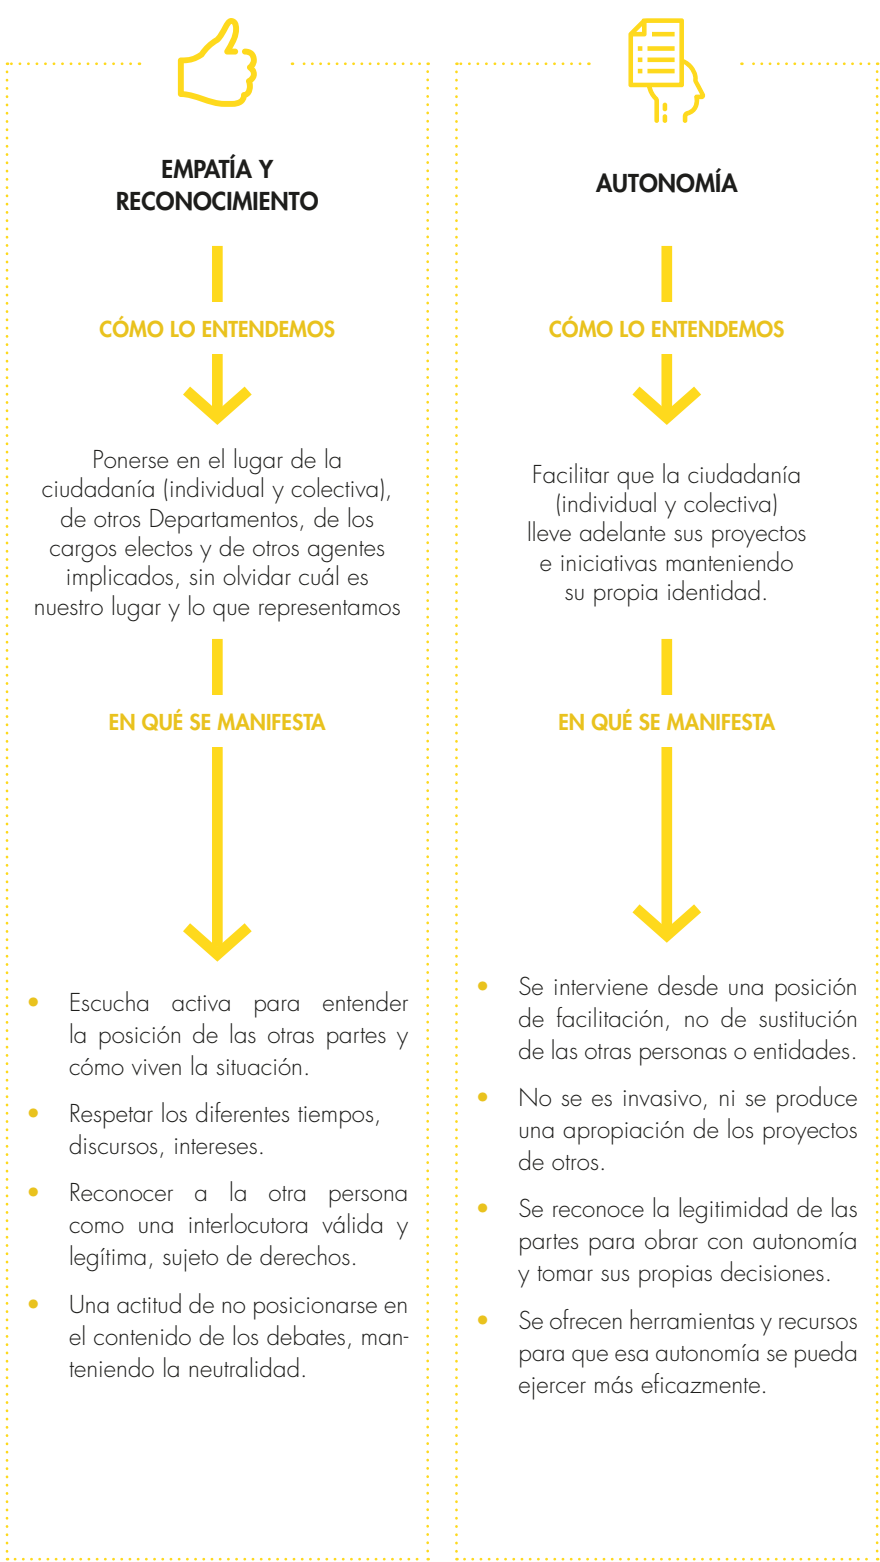 EMPATÍA Y
RECONOCIMIENTO
CÓMO LO ENTENDEMOS
Ponerse en el lugar de la
ciudadanía (individual y colectiva),
de otros Departamentos, de los
cargos electos y de otros agentes
implicados, sin olvidar cuál es
nuestro lugar y lo que representamos
EN QUÉ SE MANIFESTA
• Escucha activa para entender
la posición de las otras partes y
cómo viven la situación.
• Respetar los diferentes tiempos,
discursos, intereses.
• Reconocer a la otra persona
como una interlocutora válida y
legítima, sujeto de derechos.
• Una actitud de no posicionarse en
el contenido de los debates, man-
teniendo la neutralidad.
AUTONOMÍA
CÓMO LO ENTENDEMOS
Facilitar que la ciudadanía
(individual y colectiva)
lleve adelante sus proyectos
e iniciativas manteniendo
su propia identidad.
EN QUÉ SE MANIFESTA
• Se interviene desde una posición
de facilitación, no de sustitución
de las otras personas o entidades.
• No se es invasivo, ni se produce
una apropiación de los proyectos
de otros.
• Se reconoce la legitimidad de las
partes para obrar con autonomía
y tomar sus propias decisiones.
• Se ofrecen herramientas y recursos
para que esa autonomía se pueda
ejercer más eficazmente.